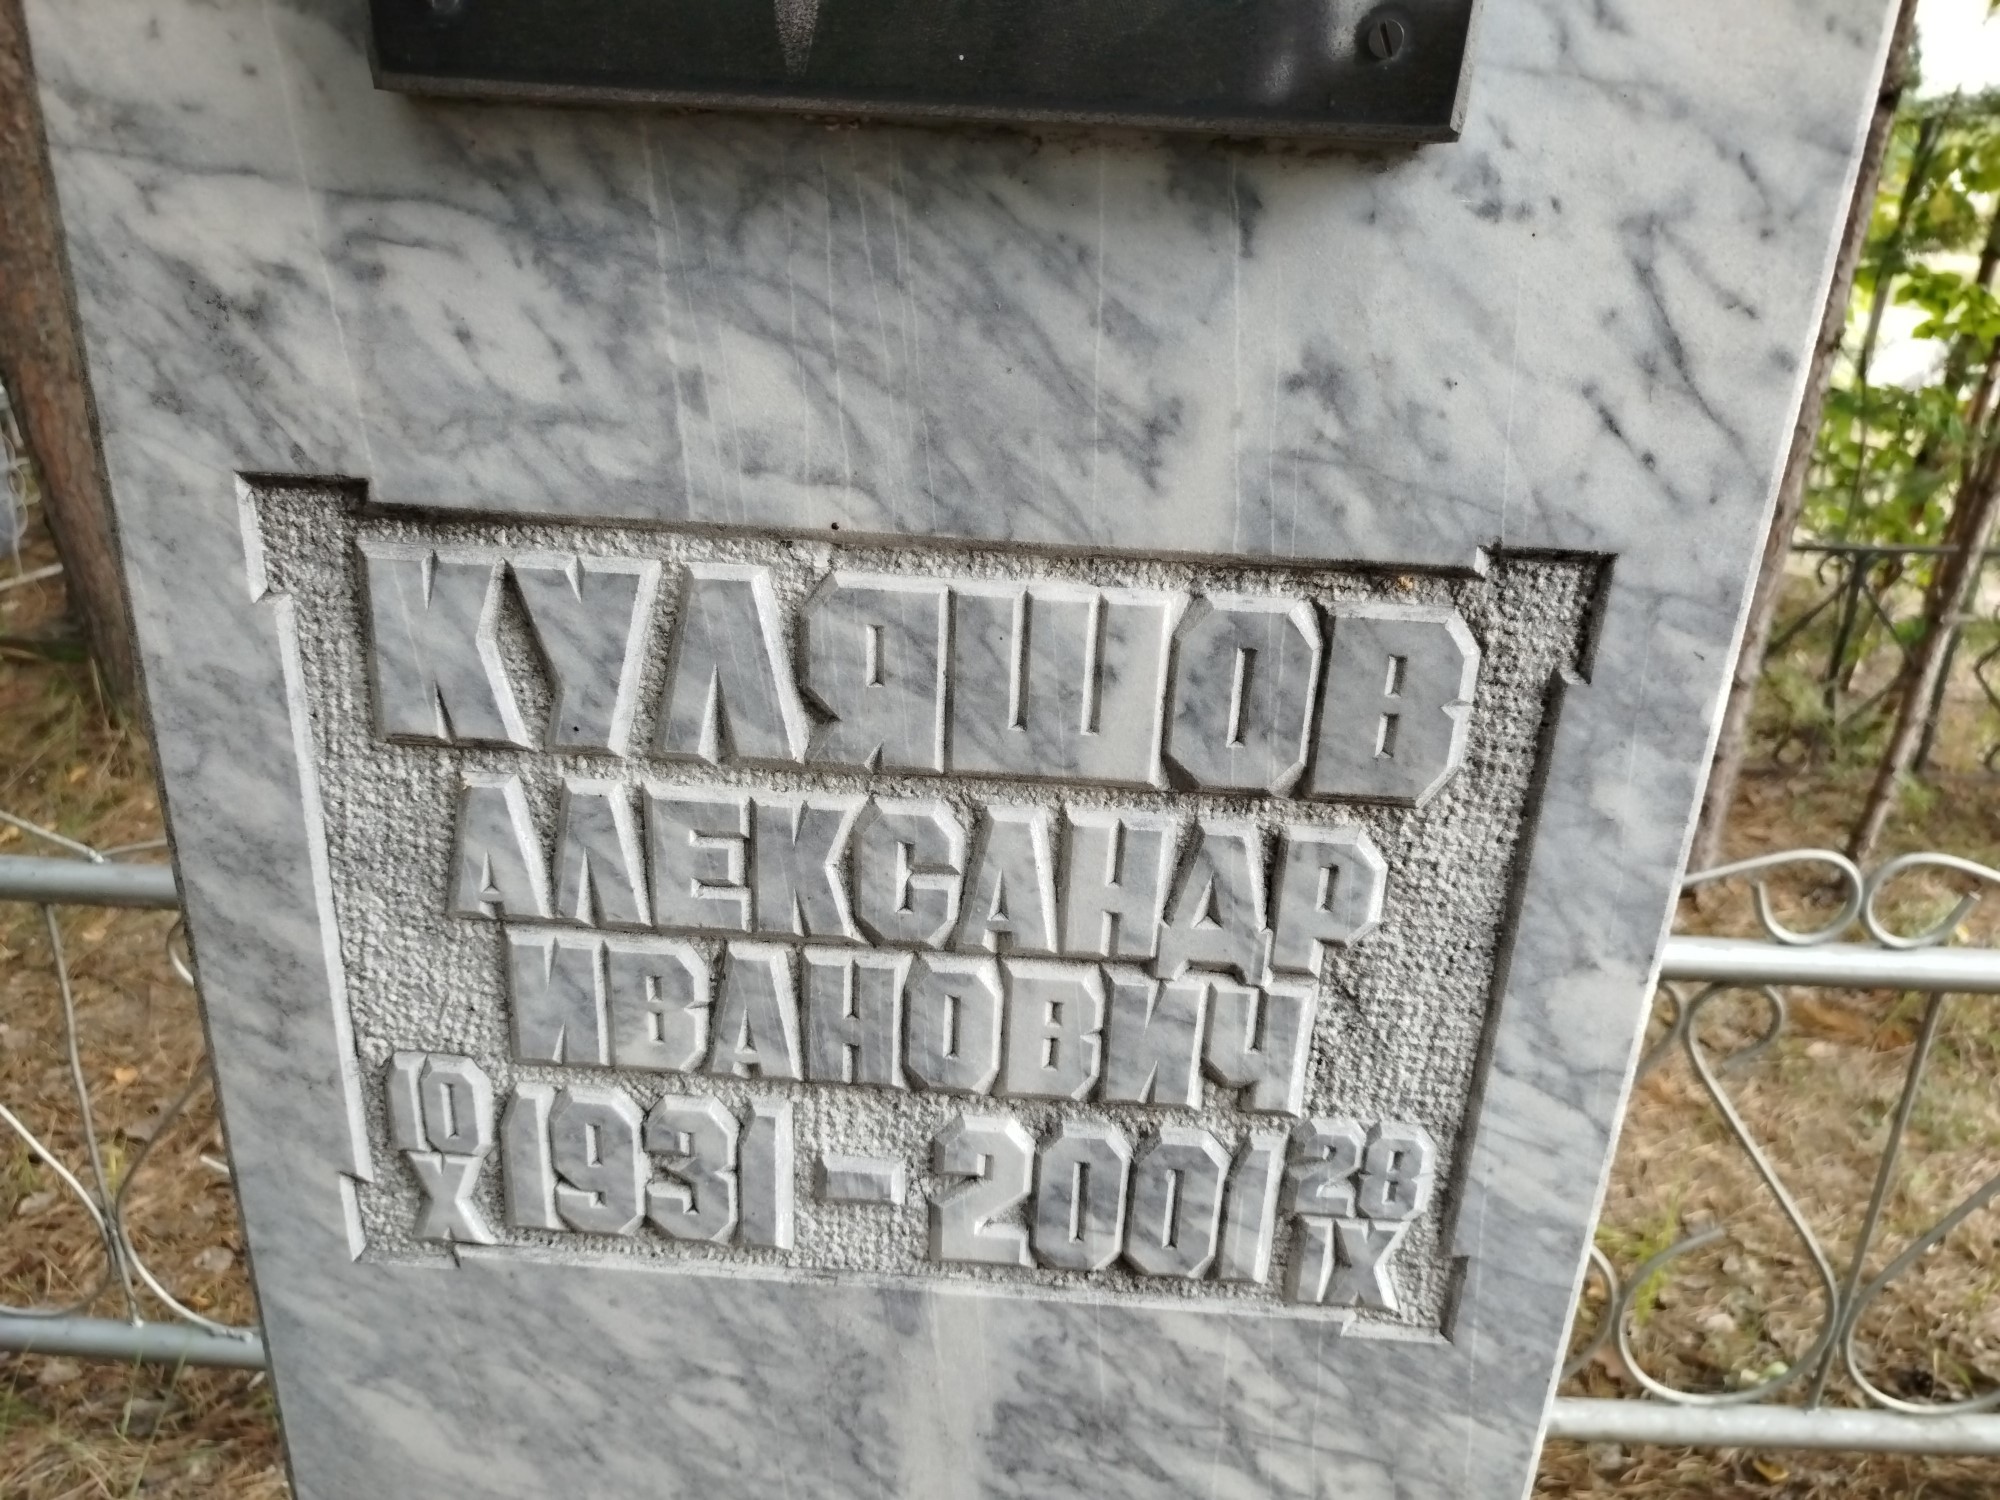 КУЛЯШОВ
АЛЕКСАНДР
ИВАНОВИЧ
10 X 1931 – 2001 28 IX